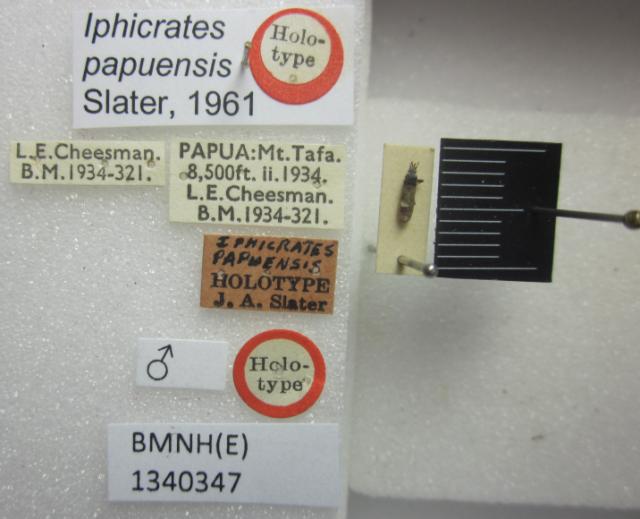 Iphicrates
papuensis
Slater, 1961
Holo-
type
L.E.Cheesman.
B.M.1934-321.
PAPUA:Mt.Tafa.
8,500ft. ii.1934.
L.E.Cheesman.
B.M.1934-321.
IPHICRATES
PAPUENSIS
HOLOTYPE
J. A. Slater
♂
Holo-
type
BMNH(E)
1340347